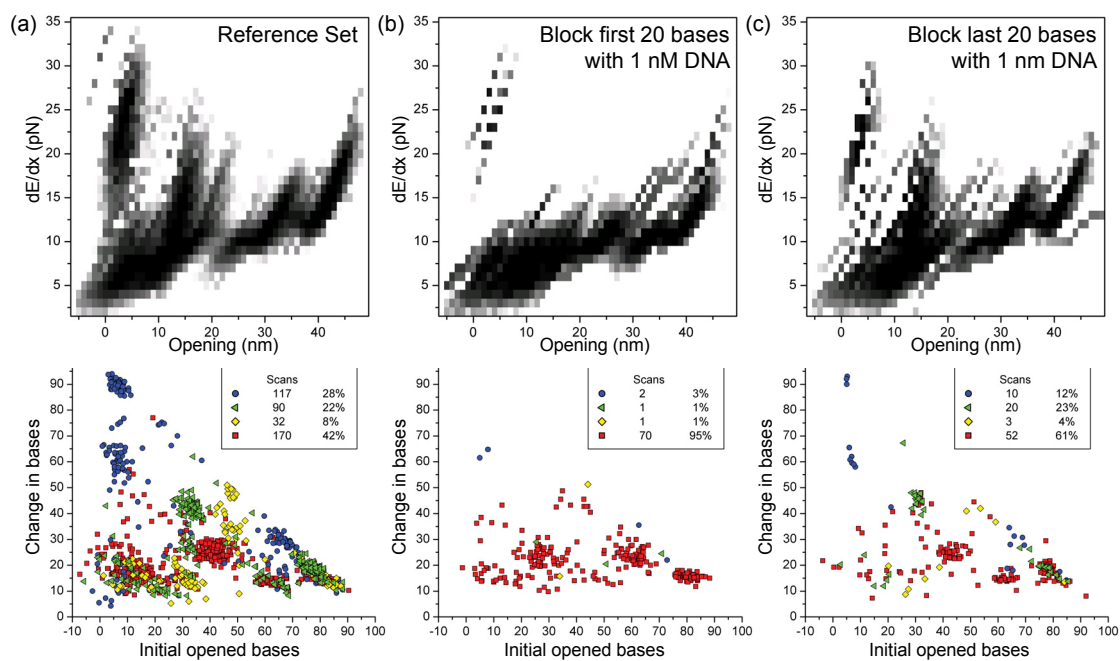 (a) Reference Set
dE/dx (pN)
35
30
25
20
15
10
5
0 10 20 30 40
Opening (nm)
(b) Block first 20 bases
with 1 nM DNA
dE/dx (pN)
35
30
25
20
15
10
5
0 10 20 30 40
Opening (nm)
(c) Block last 20 bases
with 1 nm DNA
dE/dx (pN)
35
30
25
20
15
10
5
0 10 20 30 40
Opening (nm)
Change in bases
90
80
70
60
50
40
30
20
10
0
-10 0 10 20 30 40 50 60 70 80 90 100
Initial opened bases
Scans
117 28%
90 22%
32 8%
170 42%
Change in bases
90
80
70
60
50
40
30
20
10
0
-10 0 10 20 30 40 50 60 70 80 90 100
Initial opened bases
Scans
2 3%
1 1%
1 1%
70 95%
Change in bases
90
80
70
60
50
40
30
20
10
0
-10 0 10 20 30 40 50 60 70 80 90 100
Initial opened bases
Scans
10 12%
20 23%
3 4%
52 61%